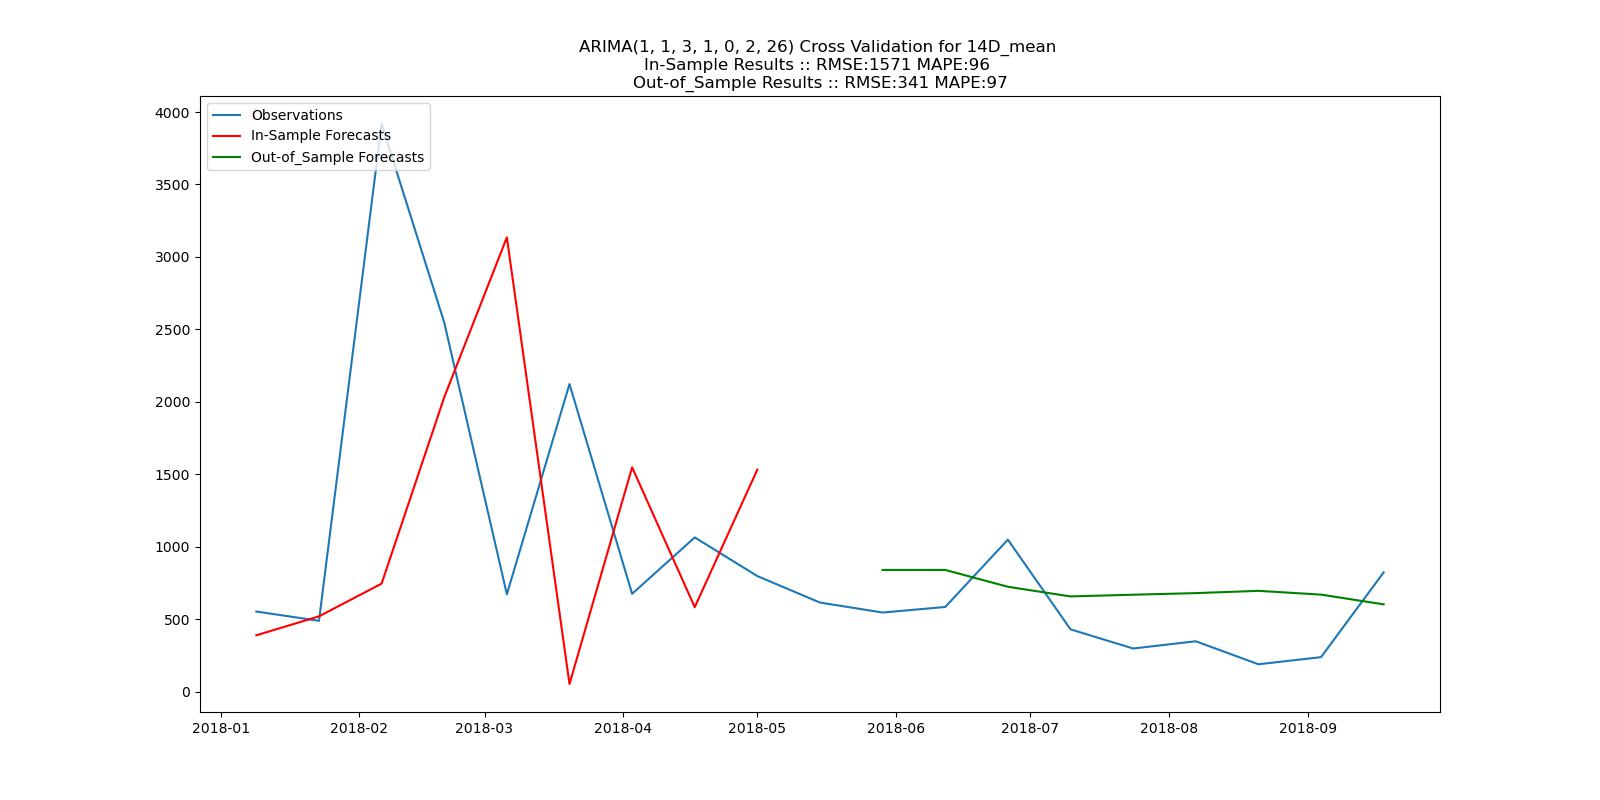 ARIMA(1, 1, 3, 1, 0, 2, 26) Cross Validation for 14D_mean
In-Sample Results :: RMSE:1571 MAPE:96
Out-of_Sample Results :: RMSE:341 MAPE:97
Observations
In-Sample Forecasts
Out-of_Sample Forecasts
4000
3500
3000
2500
2000
1500
1000
500
0
2018-01 2018-02 2018-03 2018-04 2018-05 2018-06 2018-07 2018-08 2018-09